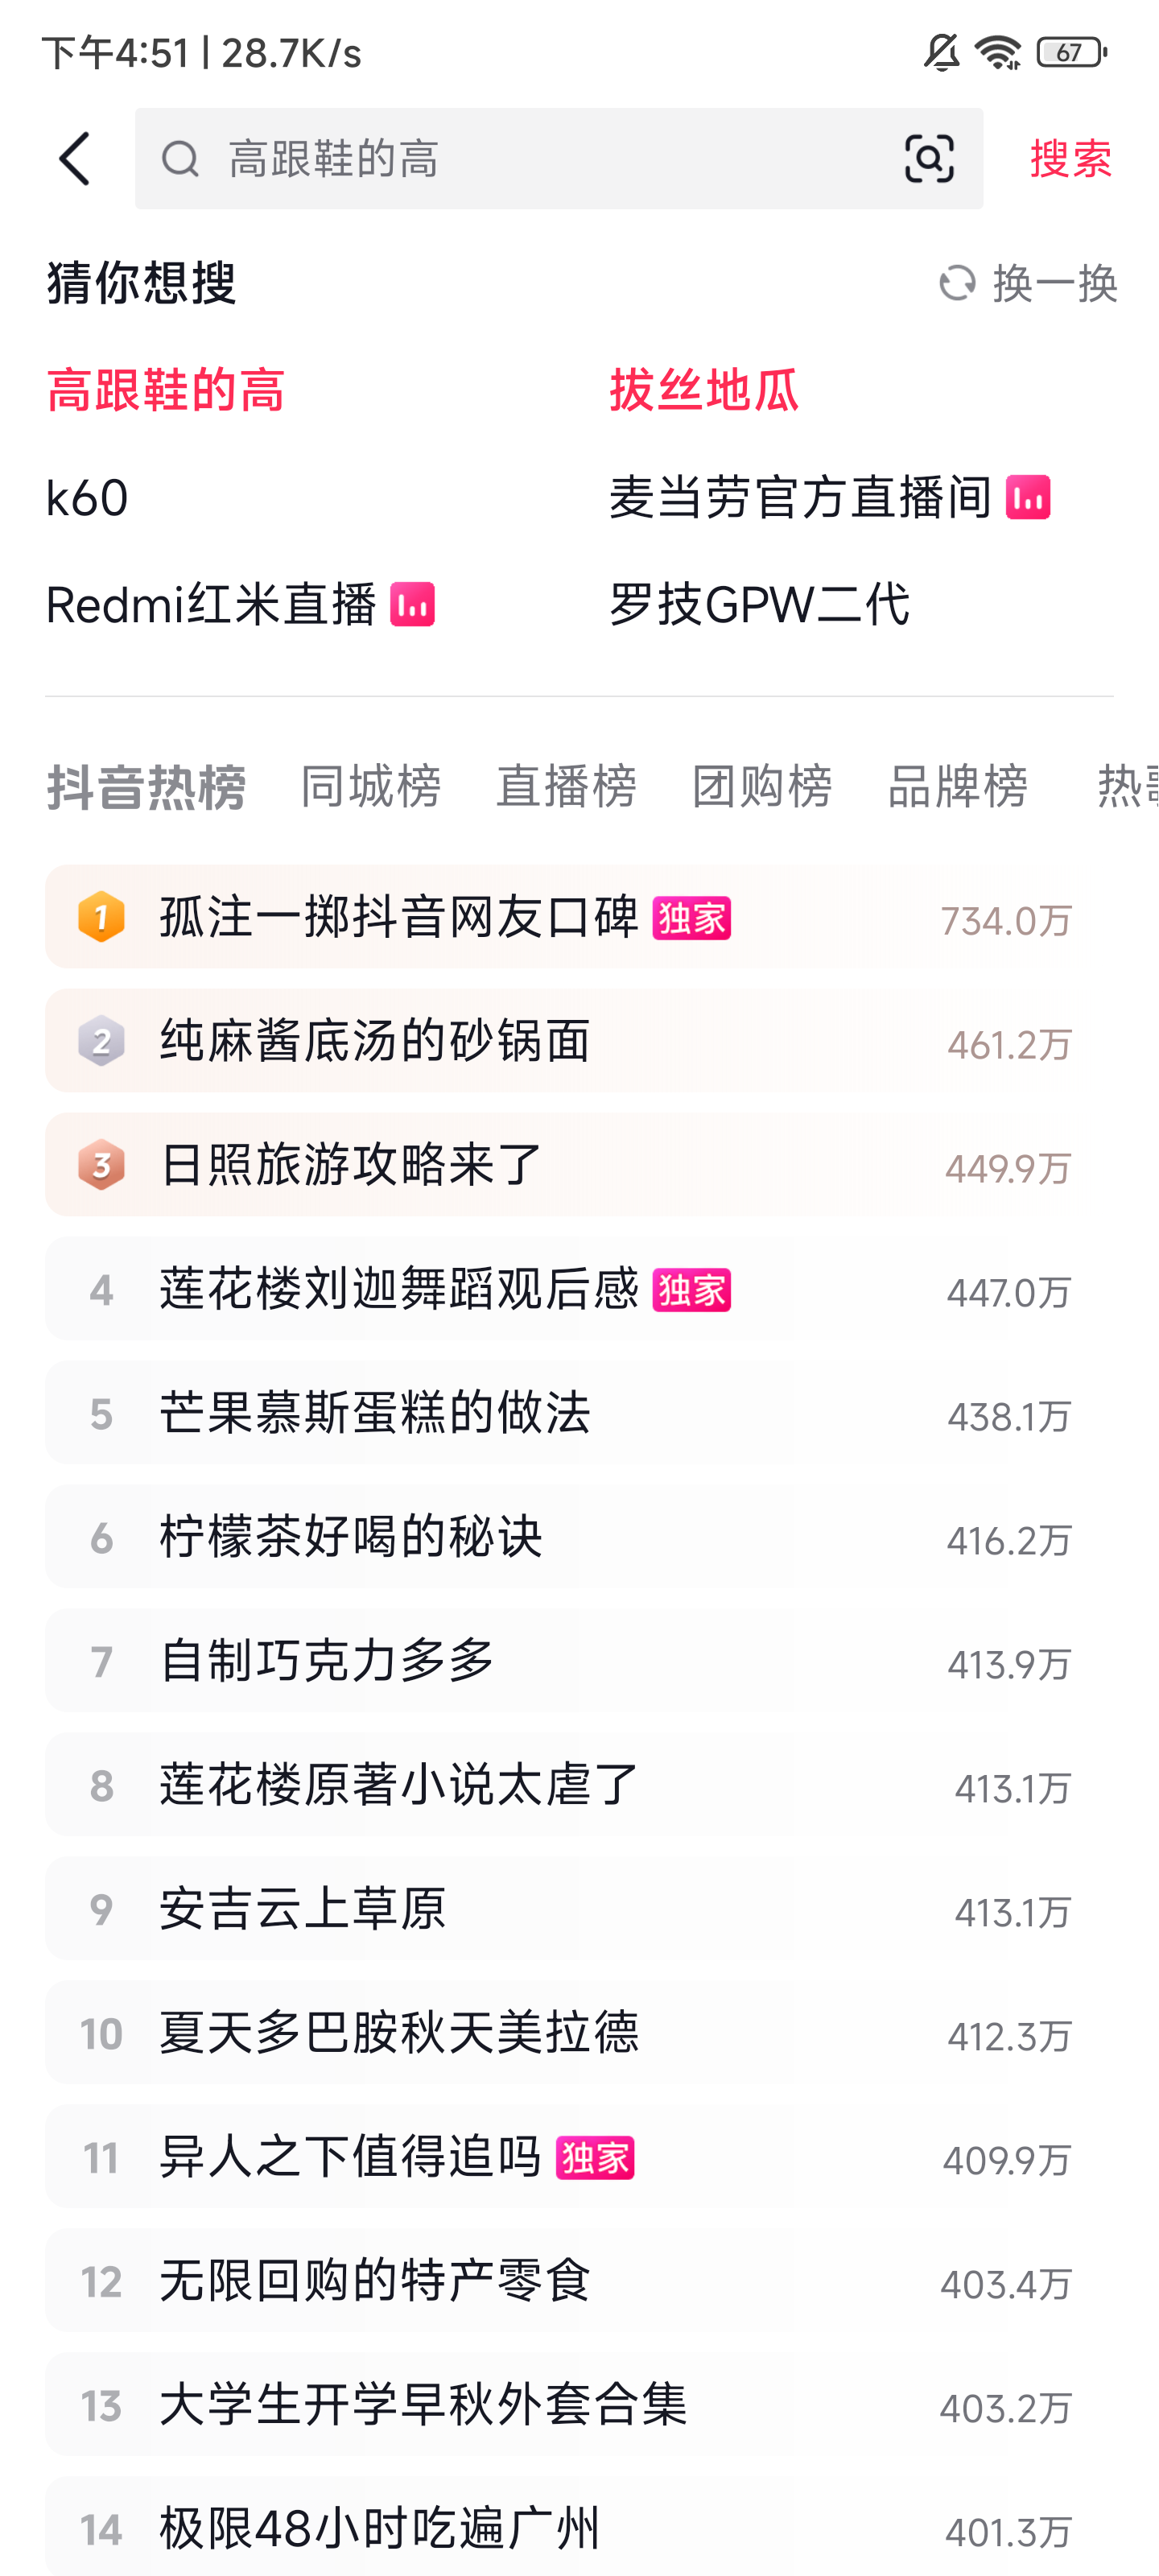 下午4:51 | 28.7K/s
67
高跟鞋的高
搜索
猜你想搜
换一换
高跟鞋的高
拔丝地瓜
k60
麦当劳官方直播间
Redmi红米直播
罗技GPW二代
抖音热榜 同城榜 直播榜 团购榜 品牌榜 热
1 孤注一掷抖音网友口碑 独家 734.0万
2 纯麻酱底汤的砂锅面 461.2万
3 日照旅游攻略来了 449.9万
4 莲花楼刘迦舞蹈观后感 独家 447.0万
5 芒果慕斯蛋糕的做法 438.1万
6 柠檬茶好喝的秘诀 416.2万
7 自制巧克力多多 413.9万
8 莲花楼原著小说太虐了 413.1万
9 安吉云上草原 413.1万
10 夏天多巴胺秋天美拉德 412.3万
11 异人之下值得追吗 独家 409.9万
12 无限回购的特产零食 403.4万
13 大学生开学早秋外套合集 403.2万
14 极限48小时吃遍广州 401.3万